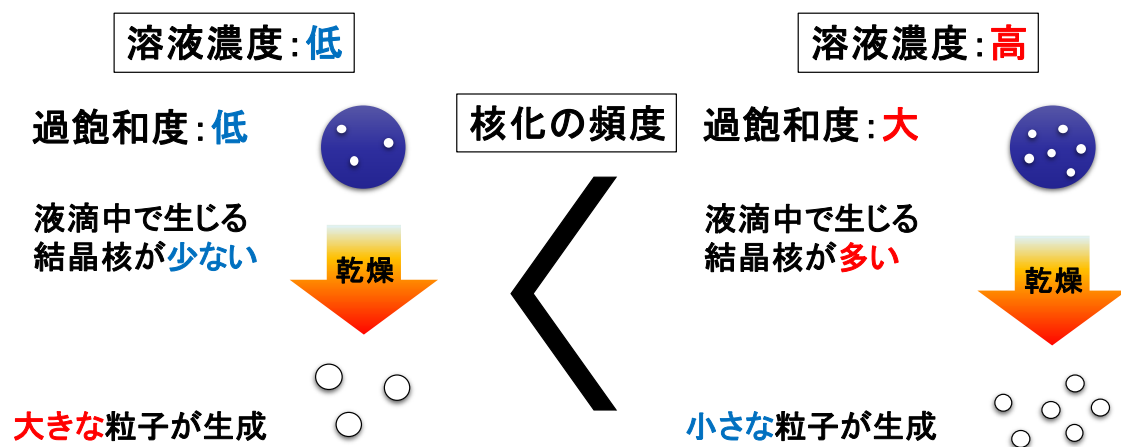 溶液濃度：低
過飽和度：低
液滴中で生じる
結晶核が少ない
乾燥
大きな粒子が生成
核化の頻度
溶液濃度：高
過飽和度：大
液滴中で生じる
結晶核が多い
乾燥
小さな粒子が生成